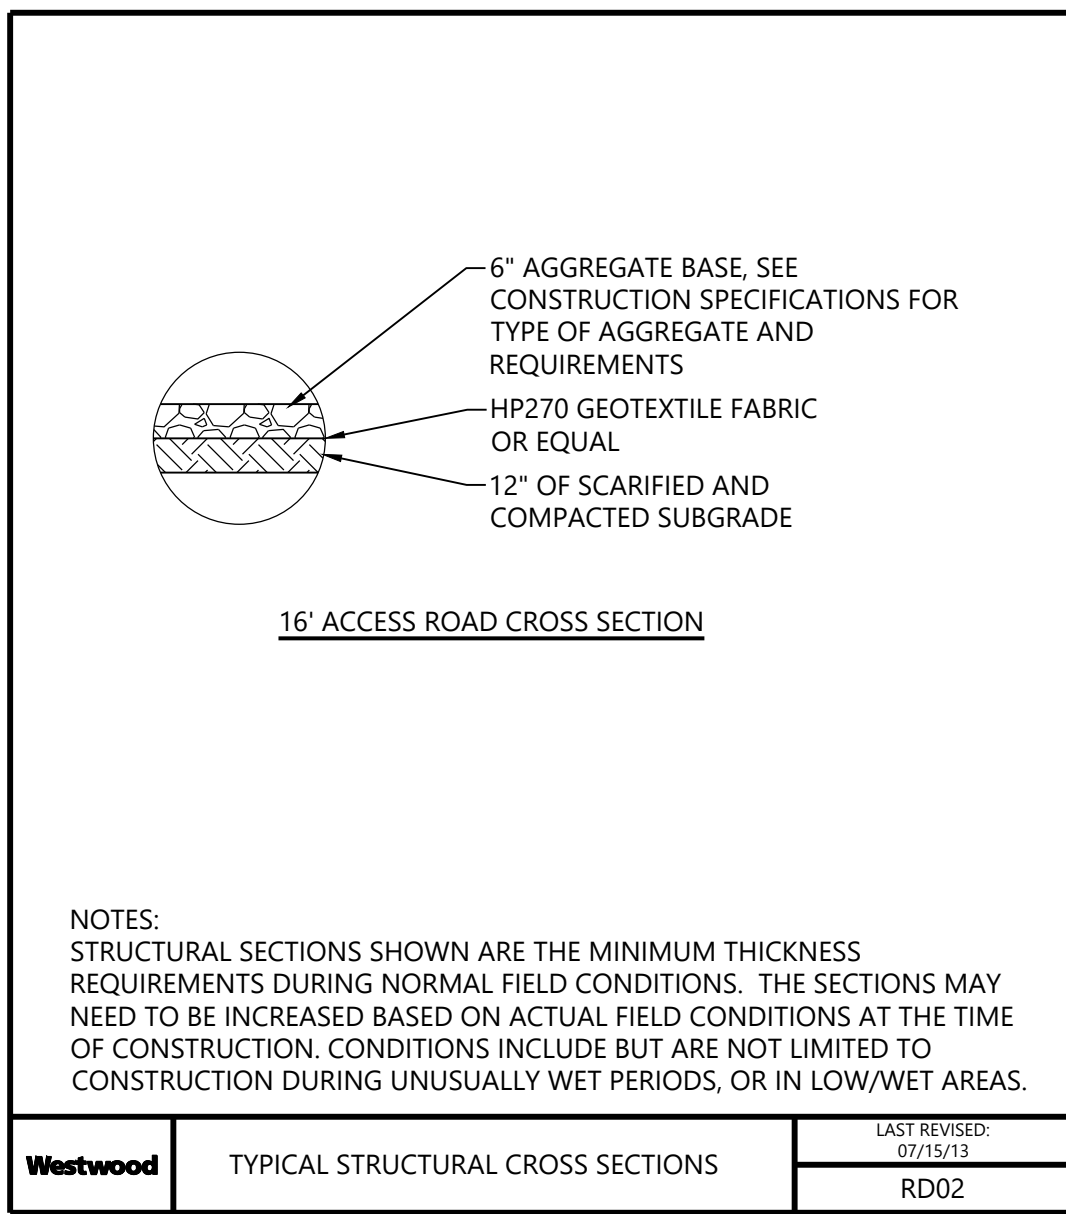 6" AGGREGATE BASE, SEE
CONSTRUCTION SPECIFICATIONS FOR
TYPE OF AGGREGATE AND
REQUIREMENTS
HP270 GEOTEXTILE FABRIC
OR EQUAL
12" OF SCARIFIED AND
COMPACTED SUBGRADE
16' ACCESS ROAD CROSS SECTION
NOTES:
STRUCTURAL SECTIONS SHOWN ARE THE MINIMUM THICKNESS
REQUIREMENTS DURING NORMAL FIELD CONDITIONS.  THE SECTIONS MAY
NEED TO BE INCREASED BASED ON ACTUAL FIELD CONDITIONS AT THE TIME
OF CONSTRUCTION. CONDITIONS INCLUDE BUT ARE NOT LIMITED TO
CONSTRUCTION DURING UNUSUALLY WET PERIODS, OR IN LOW/WET AREAS.
Westwood
TYPICAL STRUCTURAL CROSS SECTIONS
LAST REVISED:
07/15/13
RD02